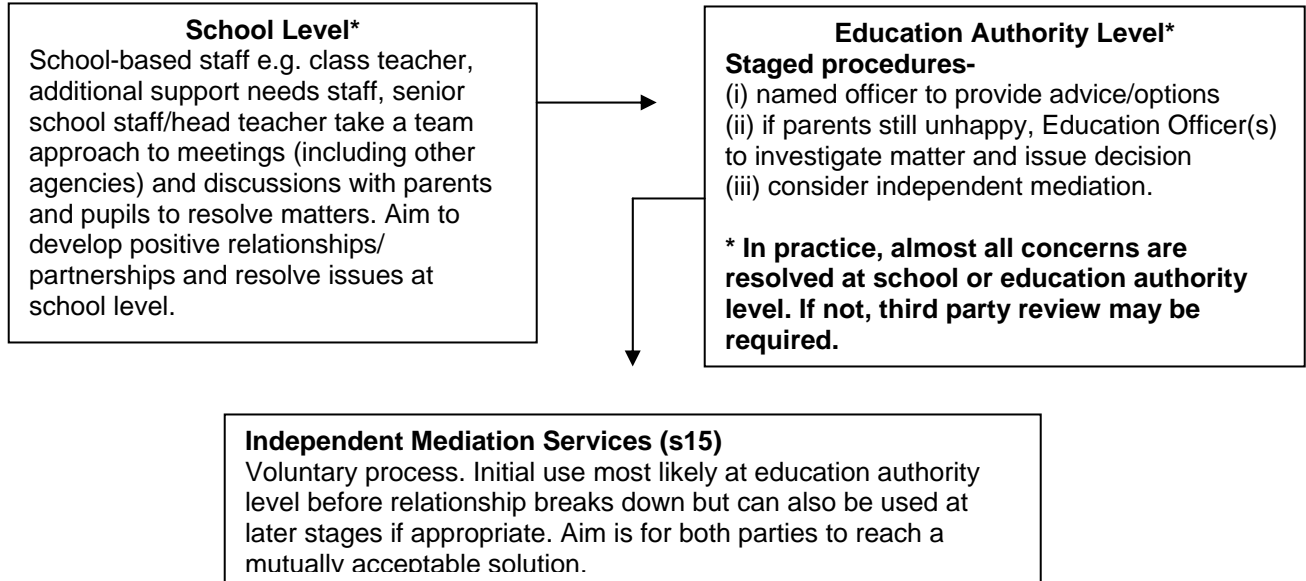 School Level*
School-based staff e.g. class teacher,
additional support needs staff, senior
school staff/head teacher take a team
approach to meetings (including other
agencies) and discussions with parents
and pupils to resolve matters. Aim to
develop positive relationships/
partnerships and resolve issues at
school level.
Education Authority Level*
Staged procedures-
(i) named officer to provide advice/options
(ii) if parents still unhappy, Education Officer(s)
to investigate matter and issue decision
(iii) consider independent mediation.
* In practice, almost all concerns are
resolved at school or education authority
level. If not, third party review may be
required.
Independent Mediation Services (s15)
Voluntary process. Initial use most likely at education authority
level before relationship breaks down but can also be used at
later stages if appropriate. Aim is for both parties to reach a
mutually acceptable solution.